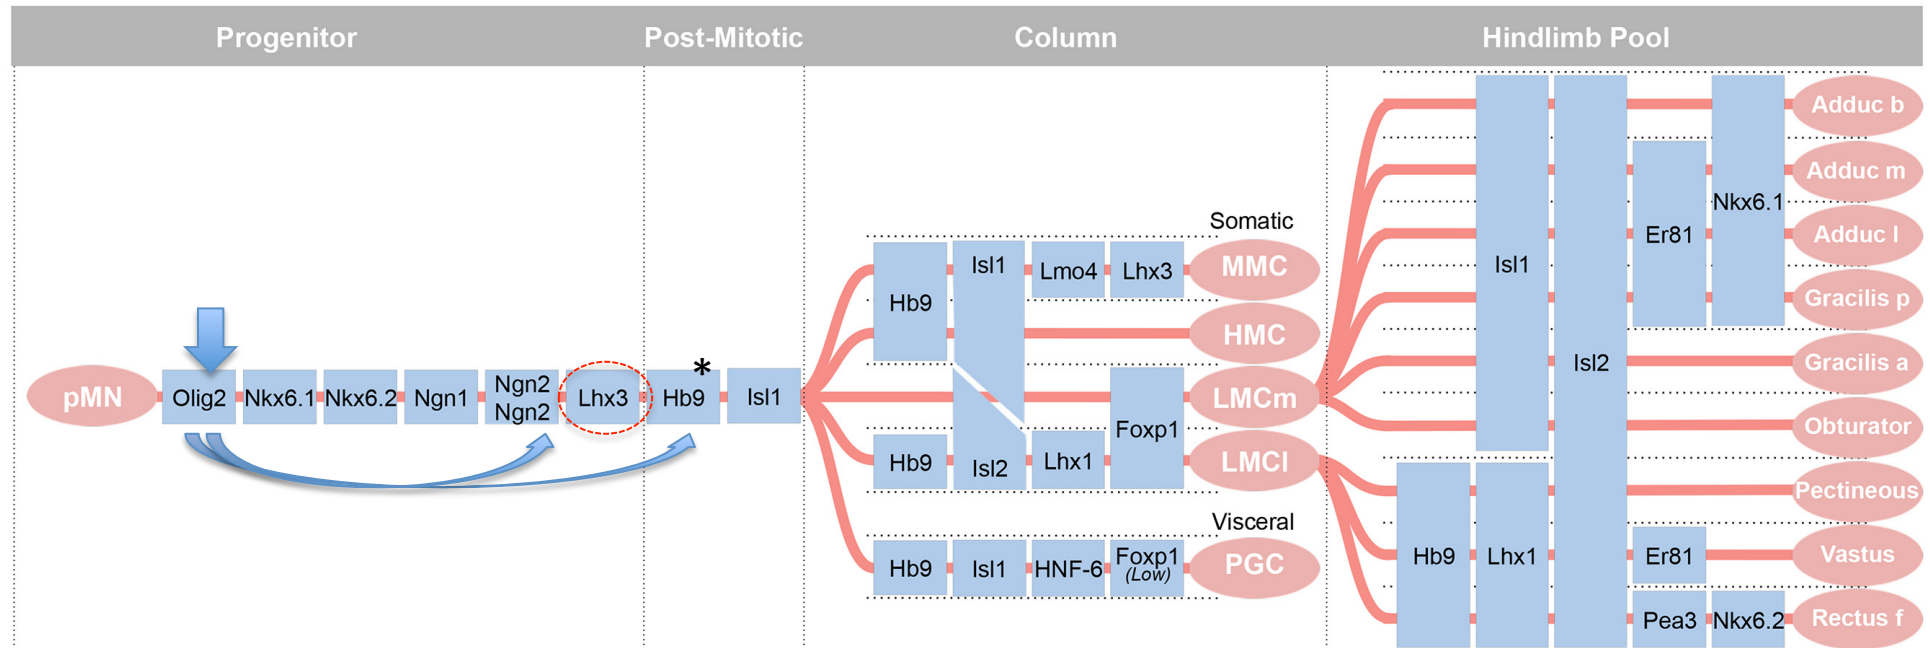 Progenitor
Post-Mitotic
Column
Hindlimb Pool
pMN
Olig2
Nkx6.1
Nkx6.2
Ngn1
Ngn2
Ngn2
Lhx3
*
Hb9
Isl1
Somatic
Hb9
Isl1
Lmo4
Lhx3
MMC
HMC
LMCm
Foxp1
Hb9
Isl2
Lhx1
LMCl
Visceral
Hb9
Isl1
HNF-6
Foxp1
(Low)
PGC
Isl1
Isl2
Er81
Nkx6.1
Adduc b
Adduc m
Adduc l
Gracilis p
Gracilis a
Obturator
Pectineous
Hb9
Lhx1
Er81
Vastus
Pea3
Nkx6.2
Rectus f